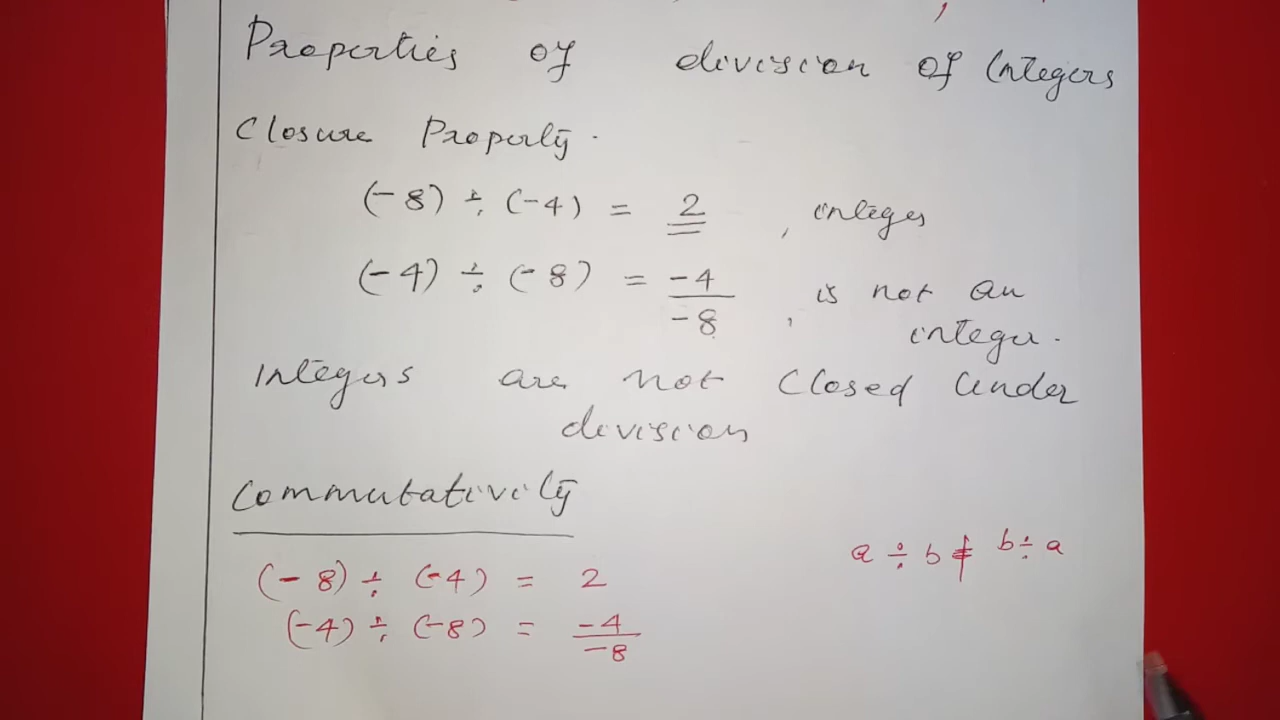 Properties of division of Integers
Closure Property.
(-8) ÷ (-4) = 2 , integer
(-4) ÷ (-8) = -4/-8 , is not an
integer.
Integers are not closed under
division
Commutativity
(-8) ÷ (-4) = 2
a ÷ b ≠ b ÷ a
(-4) ÷ (-8) = -4/-8